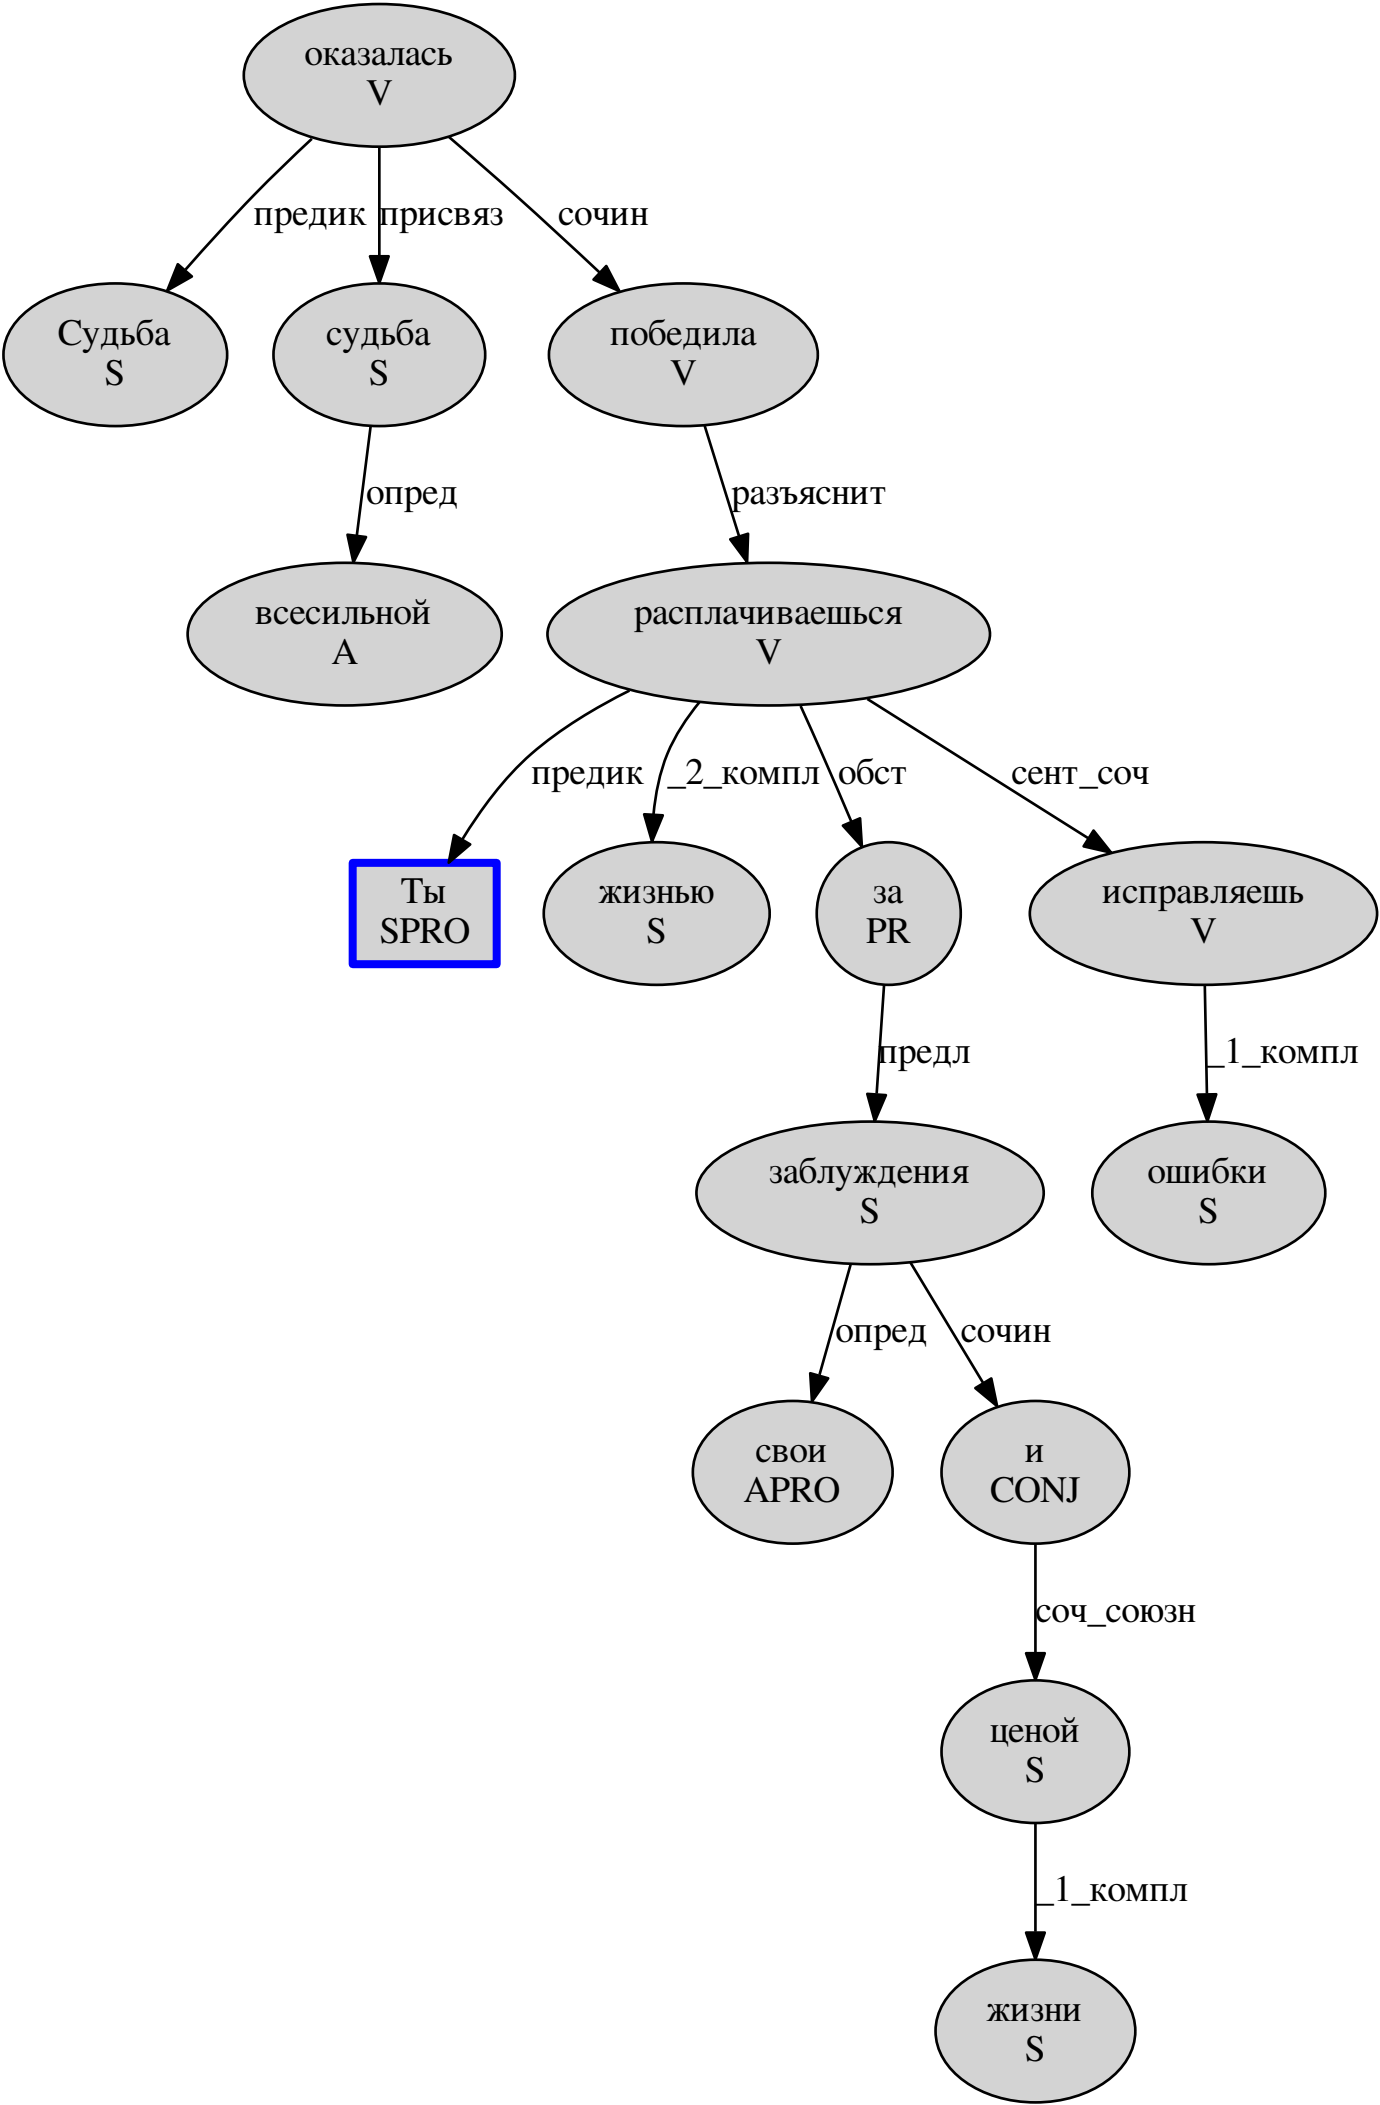 оказалась
V
предик
присвяз
сочин
Судьба
S
судьба
S
победила
V
опред
разъяснит
всесильной
A
расплачиваешься
V
предик
_2_компл
обст
сент_соч
Ты
SPRO
жизнью
S
за
PR
исправляешь
V
предл
_1_компл
заблуждения
S
ошибки
S
опред
сочин
свои
APRO
и
CONJ
соч_союзн
ценой
S
_1_компл
жизни
S